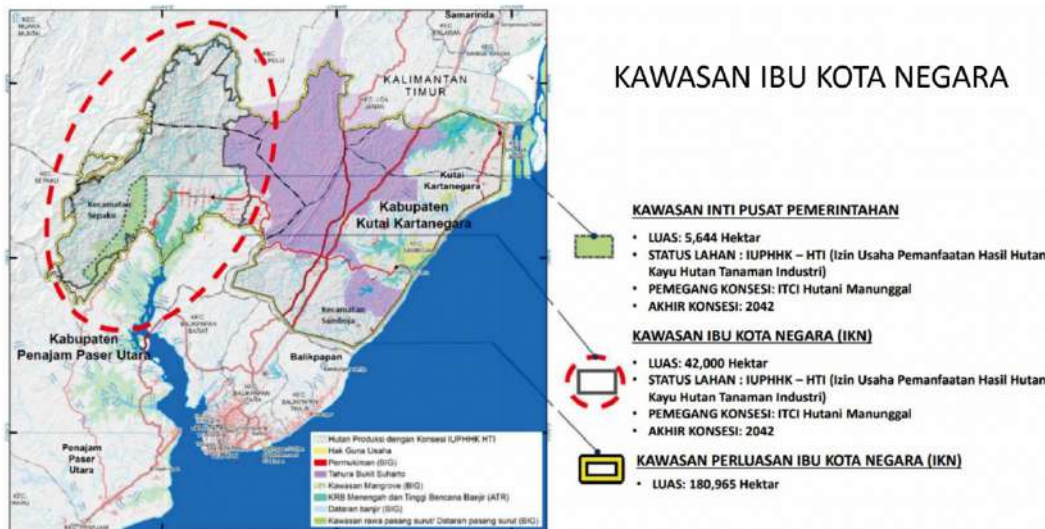 KAWASAN IBU KOTA NEGARA
Samarinda
KALIMANTAN
TIMUR
KEC. SEPAKU
Kecamatan
Sepaku
Kutai
Kartanegara
Kabupaten
Kutai Kartanegara
Kecamatan
Samboja
Kabupaten
Penajam Paser Utara
BALIKPAPAN
BARAT
Balikpapan
Penajam
Paser
Utara
Hutan Produksi dengan Konsesi IUPHHK HTI
Hak Guna Usaha
Permukiman (BIG)
Tahura Bukit Suharto
Kawasan Mangrove (BIG)
KRB Menengah dan Tinggi Bencana Banjir (ATR)
Dataran banjir (BIG)
Kawasan rawa pasang surut/ Dataran pasang surut (BIG)
KAWASAN INTI PUSAT PEMERINTAHAN
• LUAS: 5,644 Hektar
• STATUS LAHAN : IUPHHK – HTI (Izin Usaha Pemanfaatan Hasil Hutan
Kayu Hutan Tanaman Industri)
• PEMEGANG KONSESI: ITCI Hutani Manunggal
• AKHIR KONSESI: 2042
KAWASAN IBU KOTA NEGARA (IKN)
• LUAS: 42,000 Hektar
• STATUS LAHAN : IUPHHK – HTI (Izin Usaha Pemanfaatan Hasil Hutan
Kayu Hutan Tanaman Industri)
• PEMEGANG KONSESI: ITCI Hutani Manunggal
• AKHIR KONSESI: 2042
KAWASAN PERLUASAN IBU KOTA NEGARA (IKN)
• LUAS: 180,965 Hektar